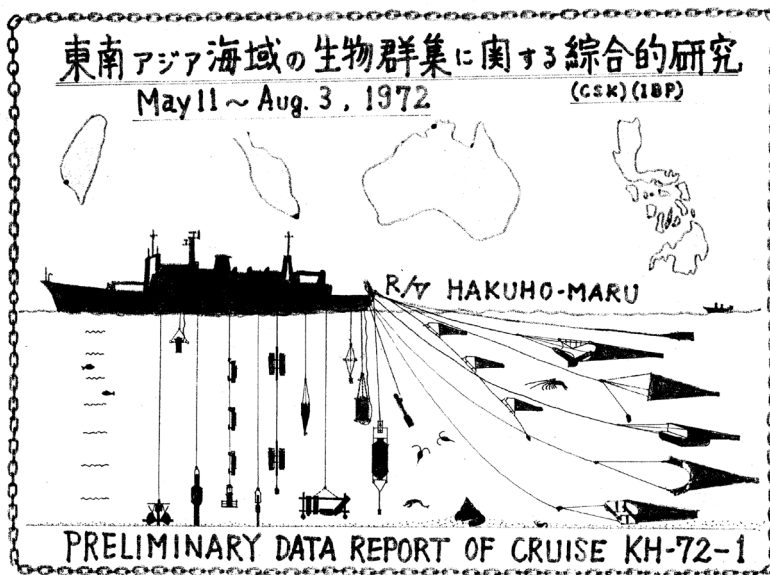 東南アジア海域の生物群集に関する綜合的研究
May 11 ~ Aug. 3, 1972
(CSK) (IBP)
R/V HAKUHO-MARU
PRELIMINARY DATA REPORT OF CRUISE KH-72-1